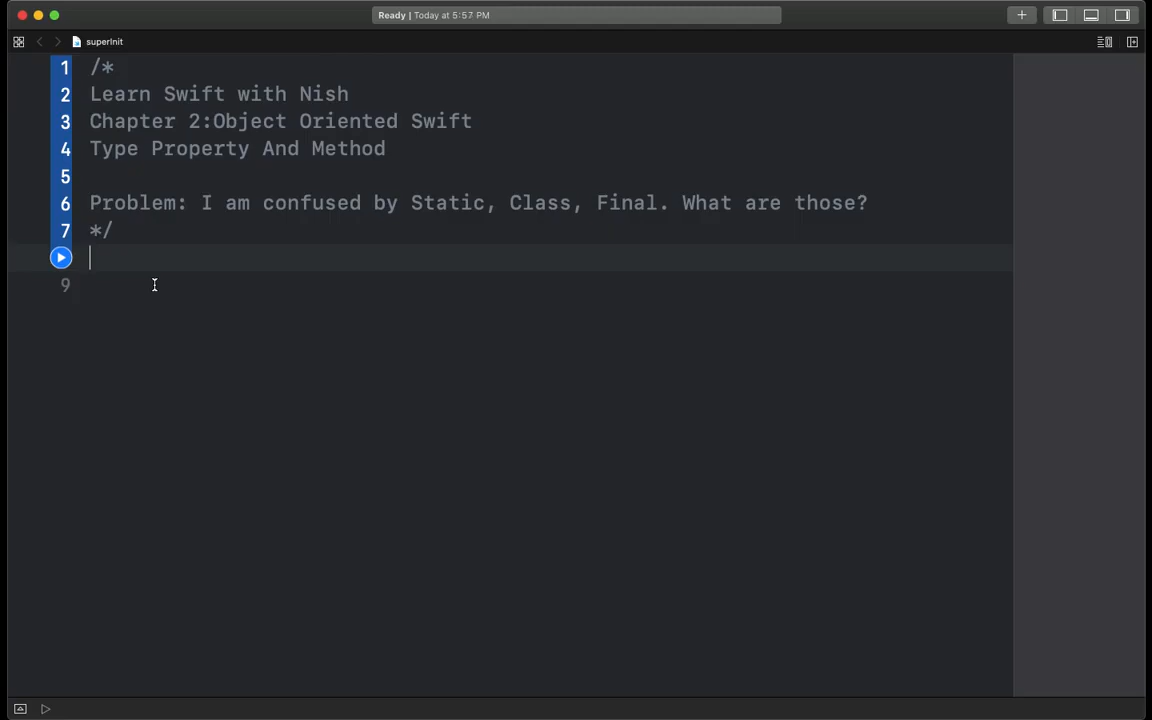 Ready | Today at 5:57 PM
superInit
1 /*
2 Learn Swift with Nish
3 Chapter 2:Object Oriented Swift
4 Type Property And Method
5
6 Problem: I am confused by Static, Class, Final. What are those?
7 */
9